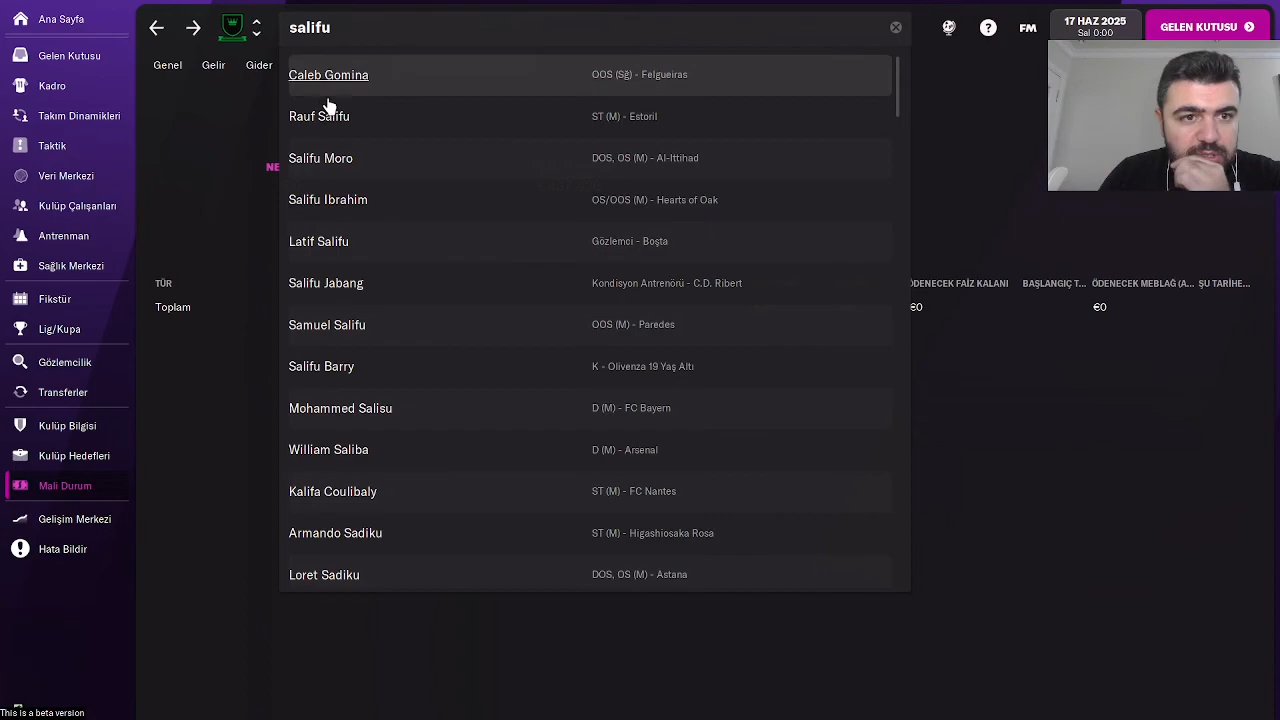 Ana Sayfa
Gelen Kutusu
Kadro
Takım Dinamikleri
Taktik
Veri Merkezi
Kulüp Çalışanları
Antrenman
Sağlık Merkezi
Fikstür
Lig/Kupa
Gözlemcilik
Transferler
Kulüp Bilgisi
Kulüp Hedefleri
Mali Durum
Gelişim Merkezi
Hata Bildir
This is a beta version
salifu
FM
17 HAZ 2025
Sal 0:00
GELEN KUTUSU
Genel Gelir Gider
Caleb Gomina OOS (Sğ) - Felgueiras
Rauf Salifu ST (M) - Estoril
Salifu Moro DOS, OS (M) - Al-Ittihad
NE
Salifu Ibrahim OS/OOS (M) - Hearts of Oak
Latif Salifu Gözlemci - Boşta
Salifu Jabang Kondisyon Antrenörü - C.D. Ribert
TÜR ÖDENECEK FAİZ KALANI BAŞLANGIÇ T... ÖDENECEK MEBLAĞ (A... ŞU TARİHE...
Toplam €0 €0
Samuel Salifu OOS (M) - Paredes
Salifu Barry K - Olivenza 19 Yaş Altı
Mohammed Salisu D (M) - FC Bayern
William Saliba D (M) - Arsenal
Kalifa Coulibaly ST (M) - FC Nantes
Armando Sadiku ST (M) - Higashiosaka Rosa
Loret Sadiku DOS, OS (M) - Astana